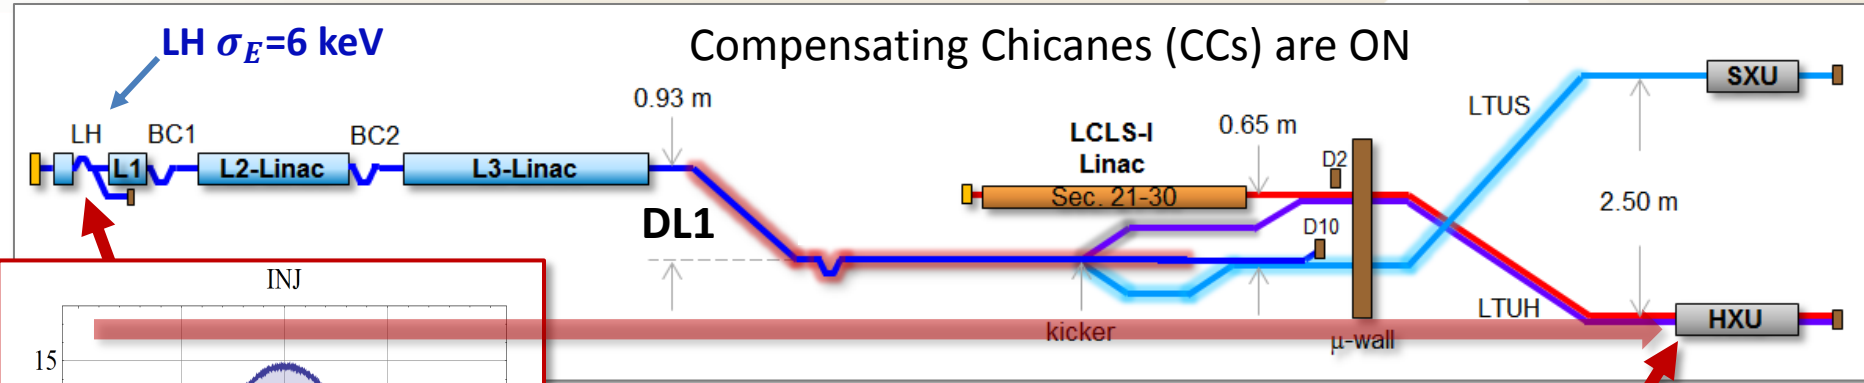 LH σ_E=6 keV
Compensating Chicanes (CCs) are ON
SXU
0.93 m
LTUS
LH
BC1
BC2
LCLS-I
Linac
0.65 m
D2
L1
L2-Linac
L3-Linac
Sec. 21-30
2.50 m
DL1
D10
INJ
LTUH
HXU
kicker
μ-wall
15